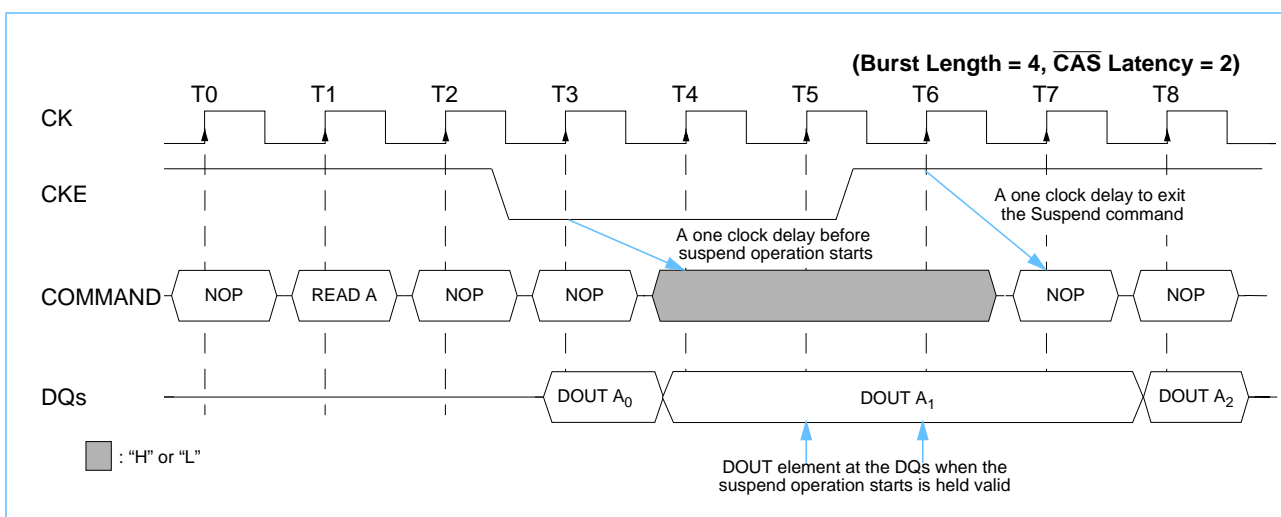 (Burst Length = 4, CAS Latency = 2)
T0 T1 T2 T3 T4 T5 T6 T7 T8
CK
CKE
A one clock delay to exit
the Suspend command
A one clock delay before
suspend operation starts
COMMAND NOP READ A NOP NOP NOP NOP
DQs DOUT A0 DOUT A1 DOUT A2
: “H” or “L”
DOUT element at the DQs when the
suspend operation starts is held valid